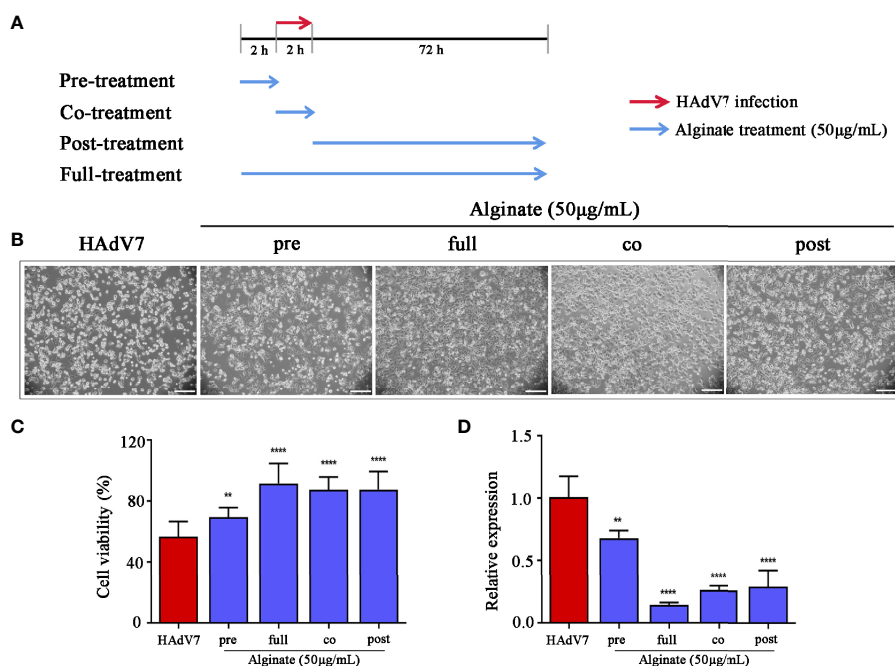 A
2 h 2 h 72 h
Pre-treatment
Co-treatment
Post-treatment
Full-treatment
HAdV7 infection
Alginate treatment (50μg/mL)
Alginate (50μg/mL)
B
HAdV7 pre full co post
C
Cell viability (%)
120
80
40
0
** **** **** ****
HAdV7 pre full co post
Alginate (50μg/mL)
D
Relative expression
1.5
1.0
0.5
0.0
** **** **** ****
HAdV7 pre full co post
Alginate (50μg/mL)